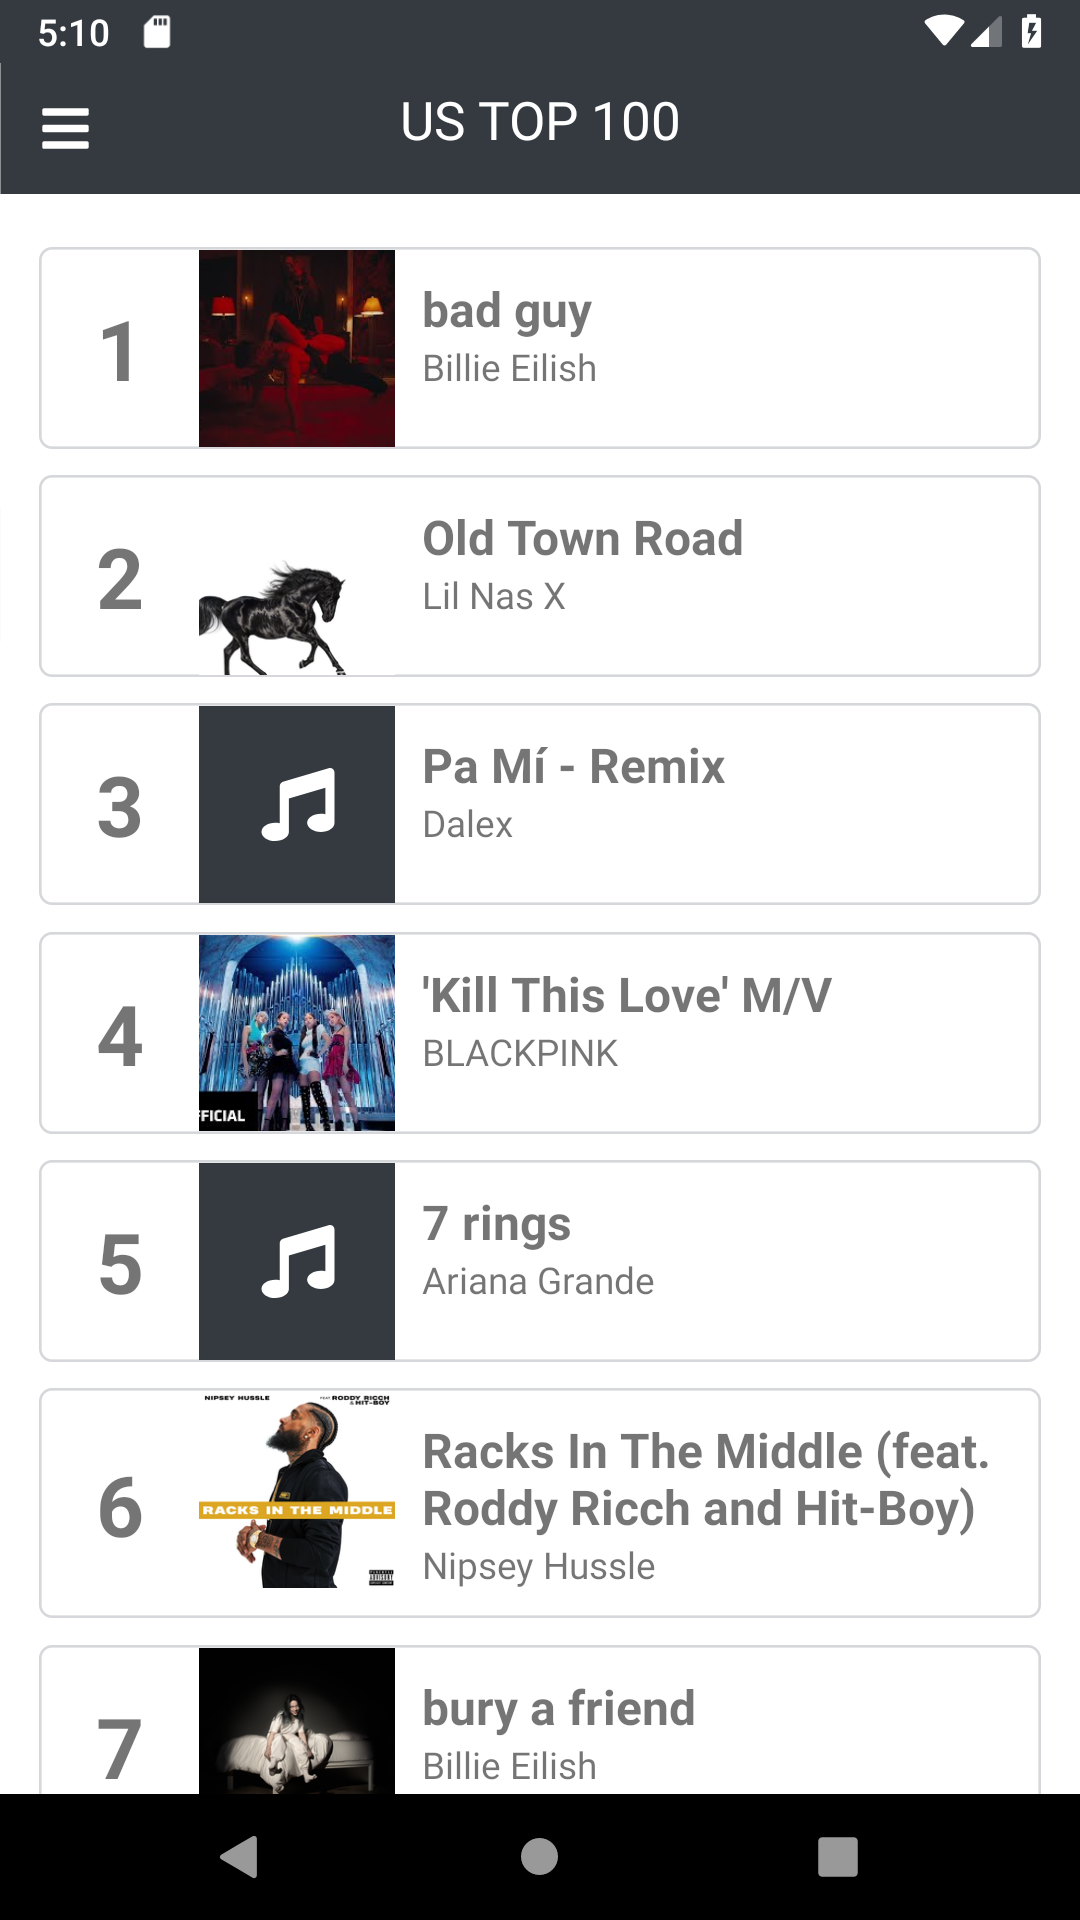 5:10
US TOP 100
1
bad guy
Billie Eilish
2
Old Town Road
Lil Nas X
3
Pa Mí - Remix
Dalex
4
'Kill This Love' M/V
BLACKPINK
FFICIAL
5
7 rings
Ariana Grande
6
NIPSEY HUSSLE
FEAT RODDY RICCH
& HIT-BOY
RACKS IN THE MIDDLE
Racks In The Middle (feat.
Roddy Ricch and Hit-Boy)
Nipsey Hussle
7
bury a friend
Billie Eilish